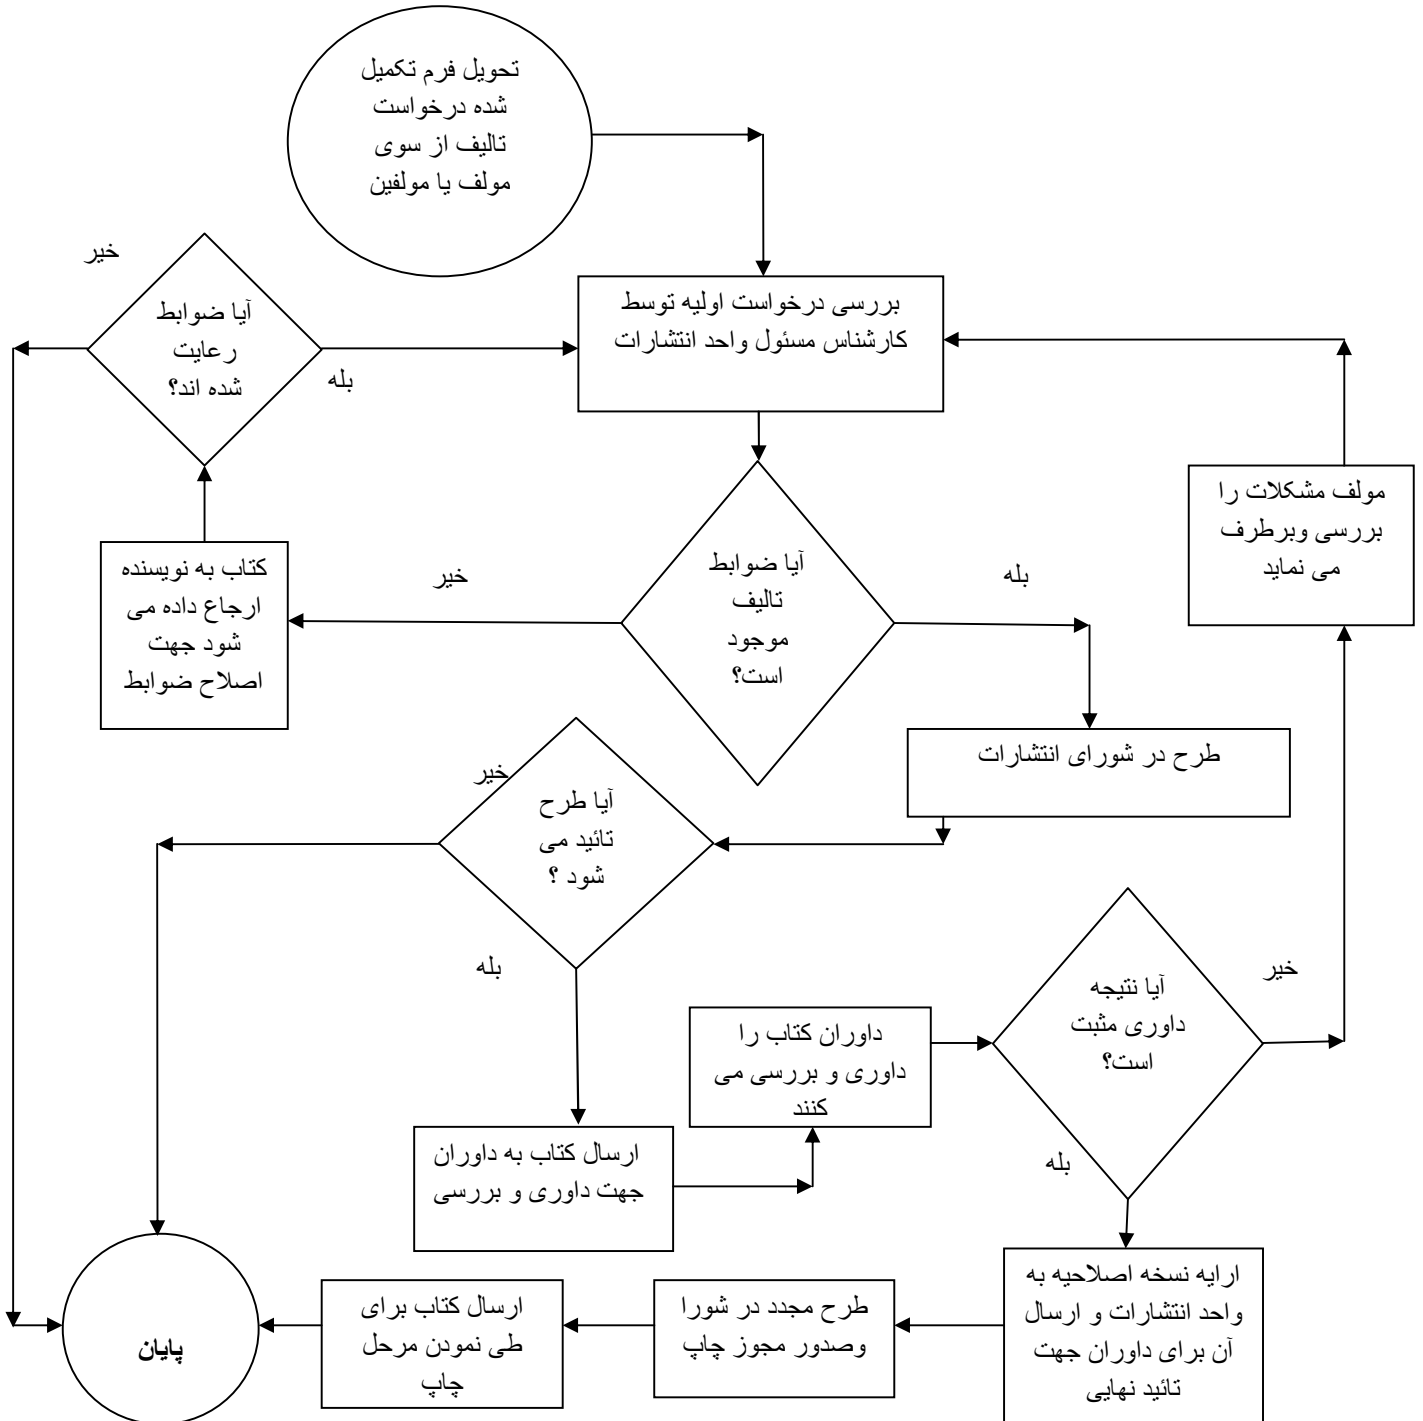 تحویل فرم تکمیل
شده درخواست
تالیف از سوی
مولف یا مولفین
خیر
آیا ضوابط
رعایت
شده اند؟
بله
بررسی درخواست اولیه توسط
کارشناس مسئول واحد انتشارات
مولف مشکلات را
بررسی وبرطرف
می نماید
آیا ضوابط
تالیف
موجود
است؟
بله
خیر
کتاب به نویسنده
ارجاع داده می
شود جهت
اصلاح ضوابط
طرح در شورای انتشارات
خیر
آیا طرح
تائید می
شود ؟
بله
آیا نتیجه
داوری مثبت
است؟
خیر
بله
داوران کتاب را
داوری و بررسی می
کنند
ارسال کتاب به داوران
جهت داوری و بررسی
ارایه نسخه اصلاحیه به
واحد انتشارات و ارسال
آن برای داوران جهت
تائید نهایی
طرح مجدد در شورا
وصدور مجوز چاپ
ارسال کتاب برای
طی نمودن مرحل
چاپ
پایان